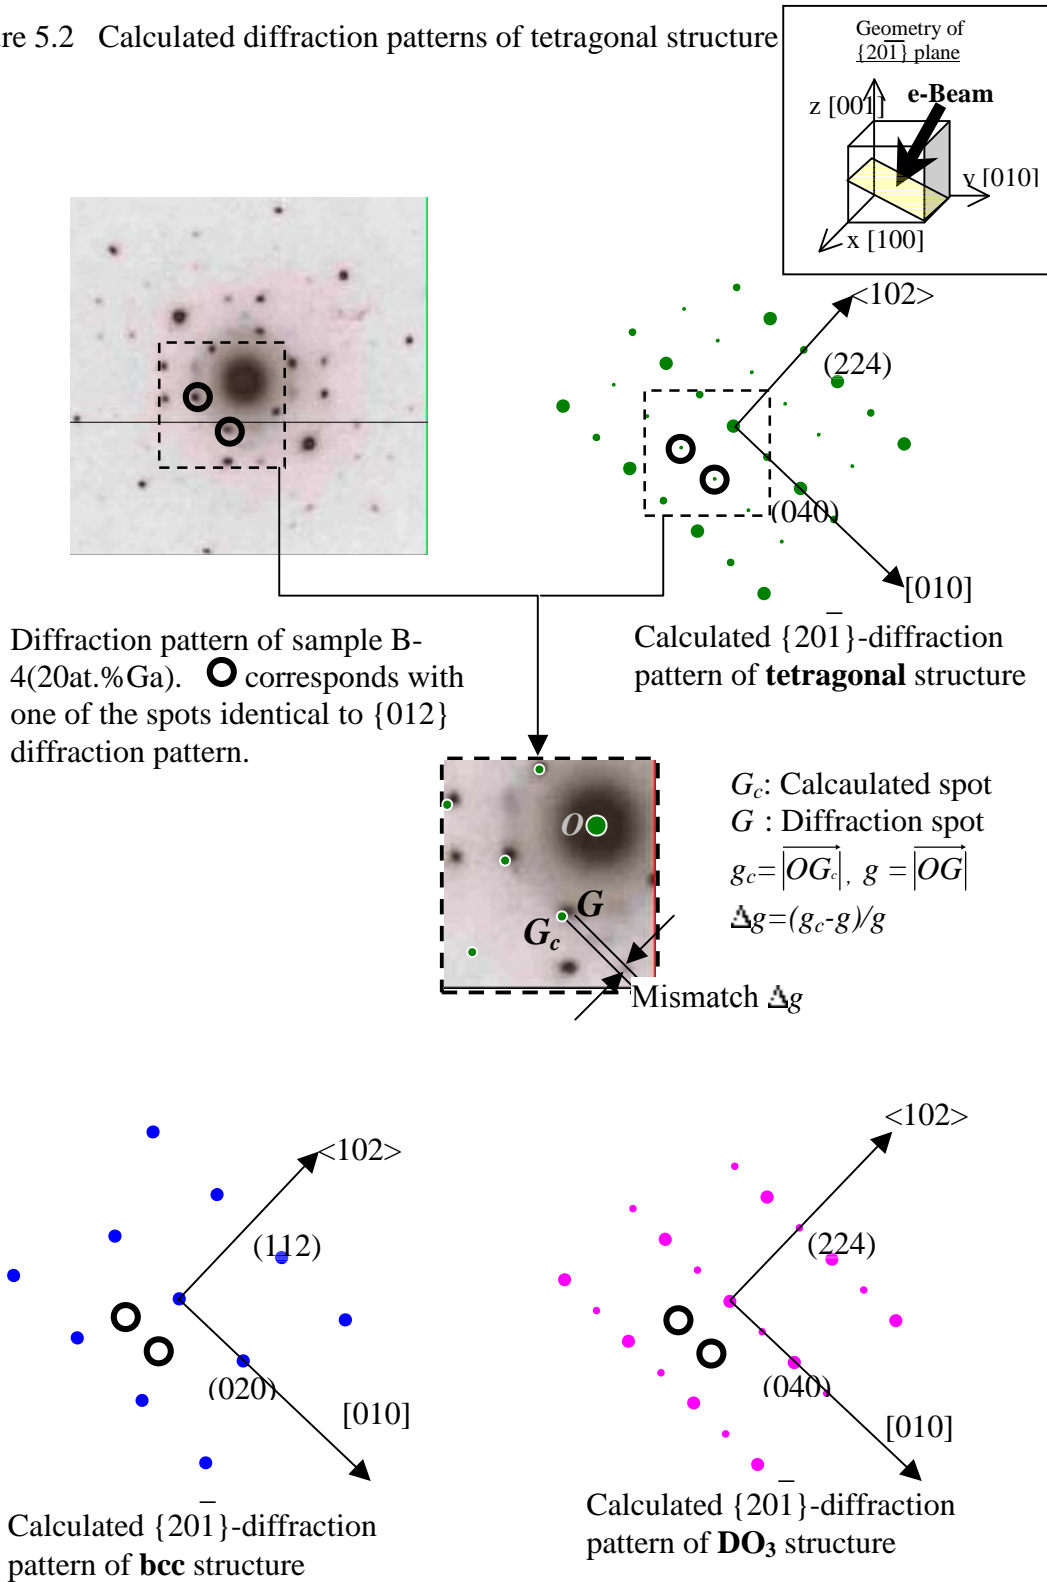 re 5.2 Calculated diffraction patterns of tetragonal structure
Geometry of
{201̅} plane
z [001]
e-Beam
y [010]
x [100]
<102>
(224)
(040)
[010]
Diffraction pattern of sample B-
4(20at.%Ga). O corresponds with
one of the spots identical to {012}
diffraction pattern.
Calculated {201̅}-diffraction
pattern of tetragonal structure
O
G
Gc
Mismatch Δg
Gc: Calcaulated spot
G : Diffraction spot
gc=|OGc|, g =|OG|
Δg=(gc-g)/g
<102>
(112)
(020)
[010]
Calculated {201̅}-diffraction
pattern of bcc structure
<102>
(224)
(040)
[010]
Calculated {201̅}-diffraction
pattern of DO3 structure